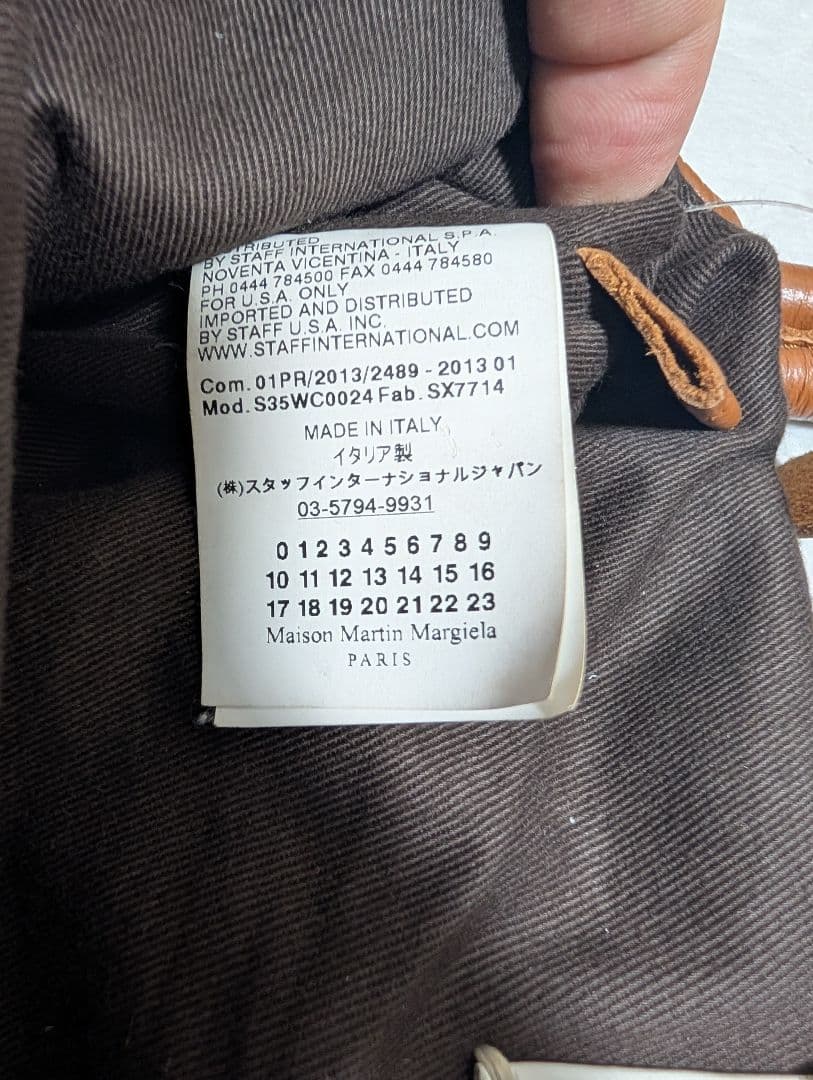 TRIBUTED
BY STAFF INTERNATIONAL S.P.A.
NOVENTA VICENTINA - ITALY
PH 0444 784500 FAX 0444 784580
FOR U.S.A. ONLY
IMPORTED AND DISTRIBUTED
BY STAFF U.S.A. INC.
WWW.STAFFINTERNATIONAL.COM
Com. 01PR/2013/2489 - 2013 01
Mod. S35WC0024 Fab. SX7714
MADE IN ITALY
イタリア製
(株)スタッフインターナショナルジャパン
03-5794-9931
0 1 2 3 4 5 6 7 8 9
10 11 12 13 14 15 16
17 18 19 20 21 22 23
Maison Martin Margiela
PARIS